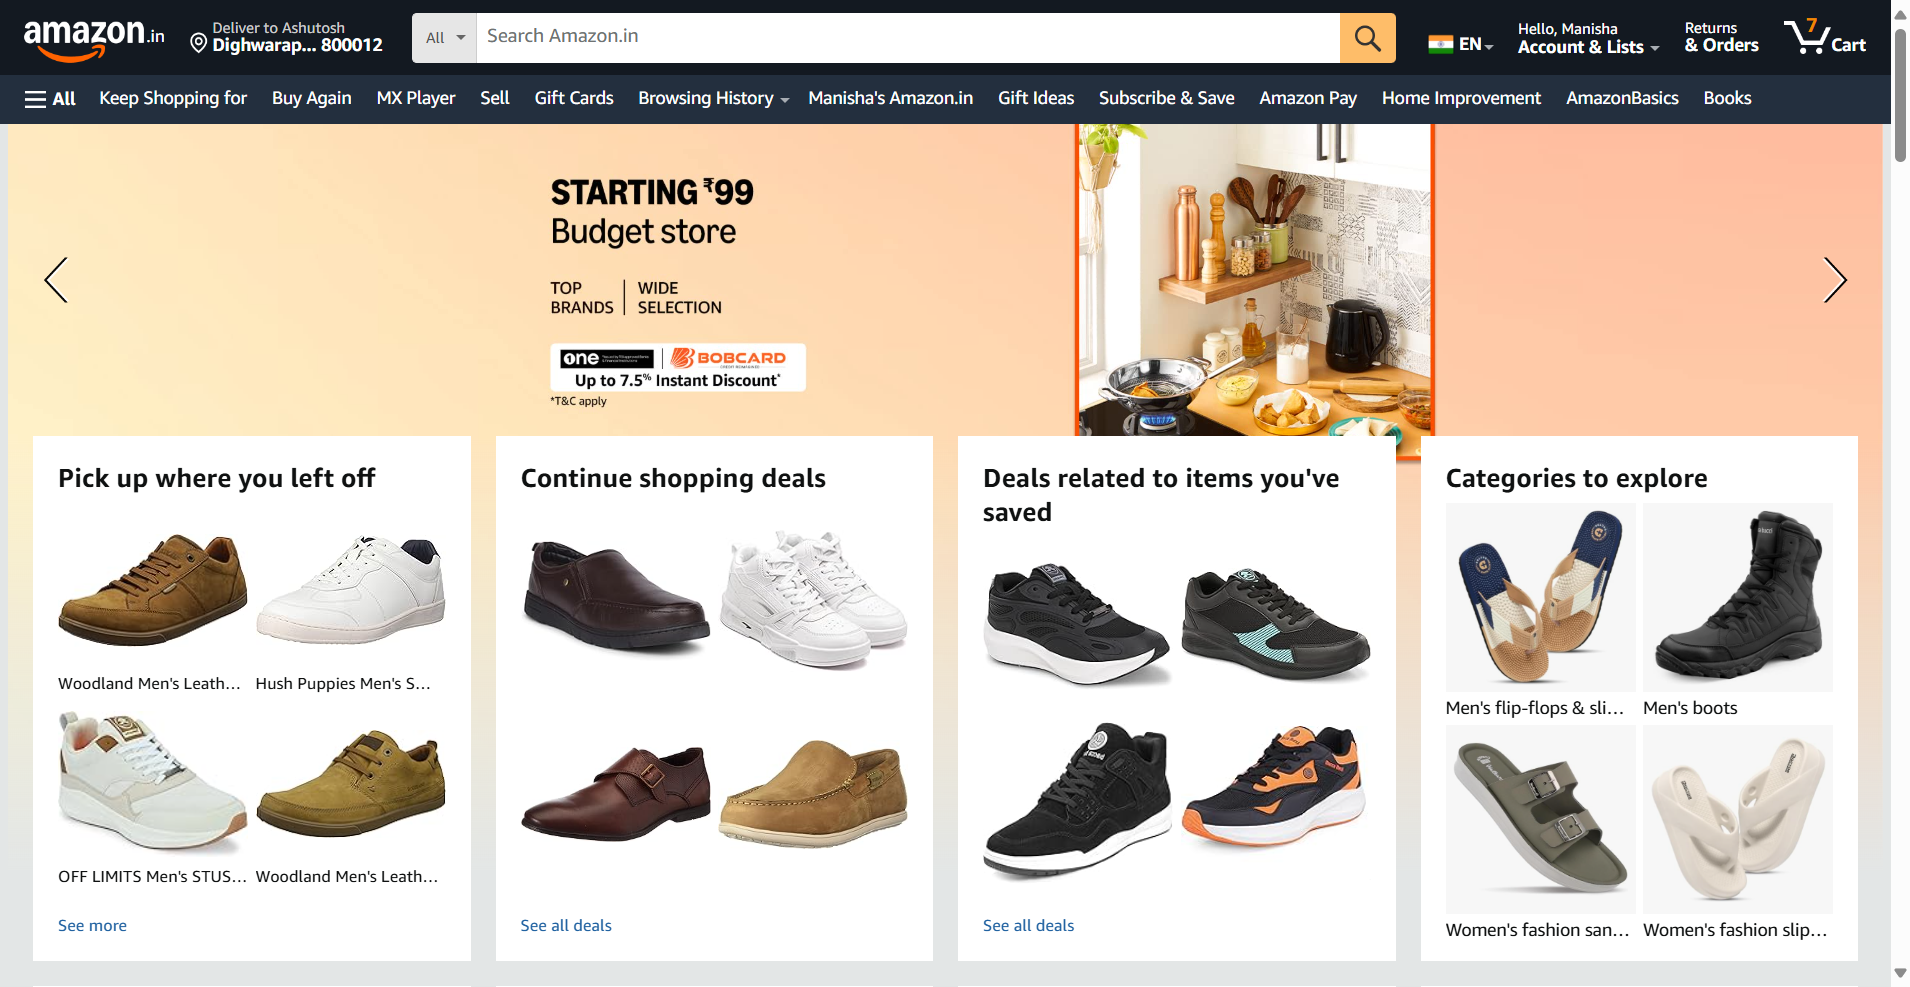 amazon.in
Deliver to Ashutosh
Dighwarap... 800012
All
Search Amazon.in
EN
Hello, Manisha
Account & Lists
Returns
& Orders
7
Cart
All
Keep Shopping for
Buy Again
MX Player
Sell
Gift Cards
Browsing History
Manisha's Amazon.in
Gift Ideas
Subscribe & Save
Amazon Pay
Home Improvement
AmazonBasics
Books
STARTING ₹99
Budget store
TOP BRANDS
WIDE SELECTION
one
BOBCARD
Up to 7.5% Instant Discount*
*T&C apply
Pick up where you left off
Woodland Men's Leath...
Hush Puppies Men's S...
OFF LIMITS Men's STUS...
Woodland Men's Leath...
See more
Continue shopping deals
See all deals
Deals related to items you've
saved
See all deals
Categories to explore
Men's flip-flops & sli...
Men's boots
Women's fashion san...
Women's fashion slip...